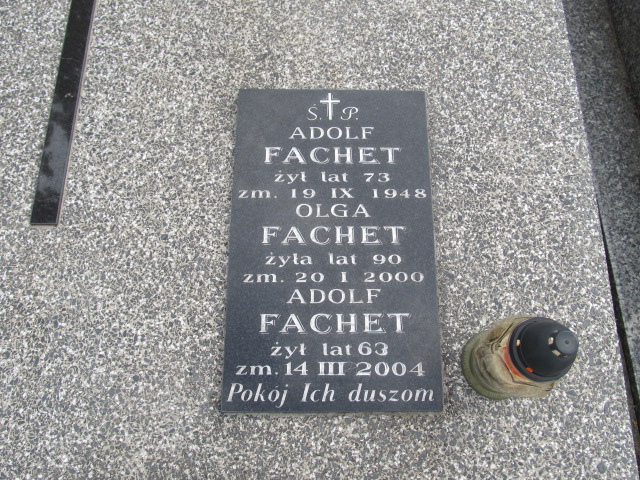 Ś. P.
ADOLF
FACHET
żył lat 73
zm. 19 IX 1948
OLGA
FACHET
żyła lat 90
zm. 20 I 2000
ADOLF
FACHET
żył lat 63
zm. 14 III 2004
Pokój Ich duszom